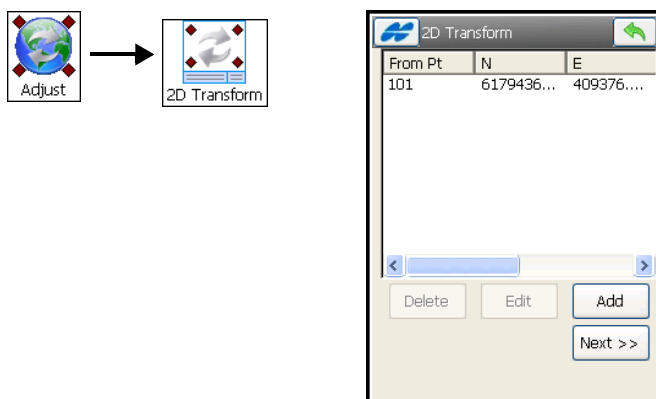 Adjust
2D Transform
2D Transform
From Pt N E
101 6179436... 409376....
Delete Edit Add
Next >>